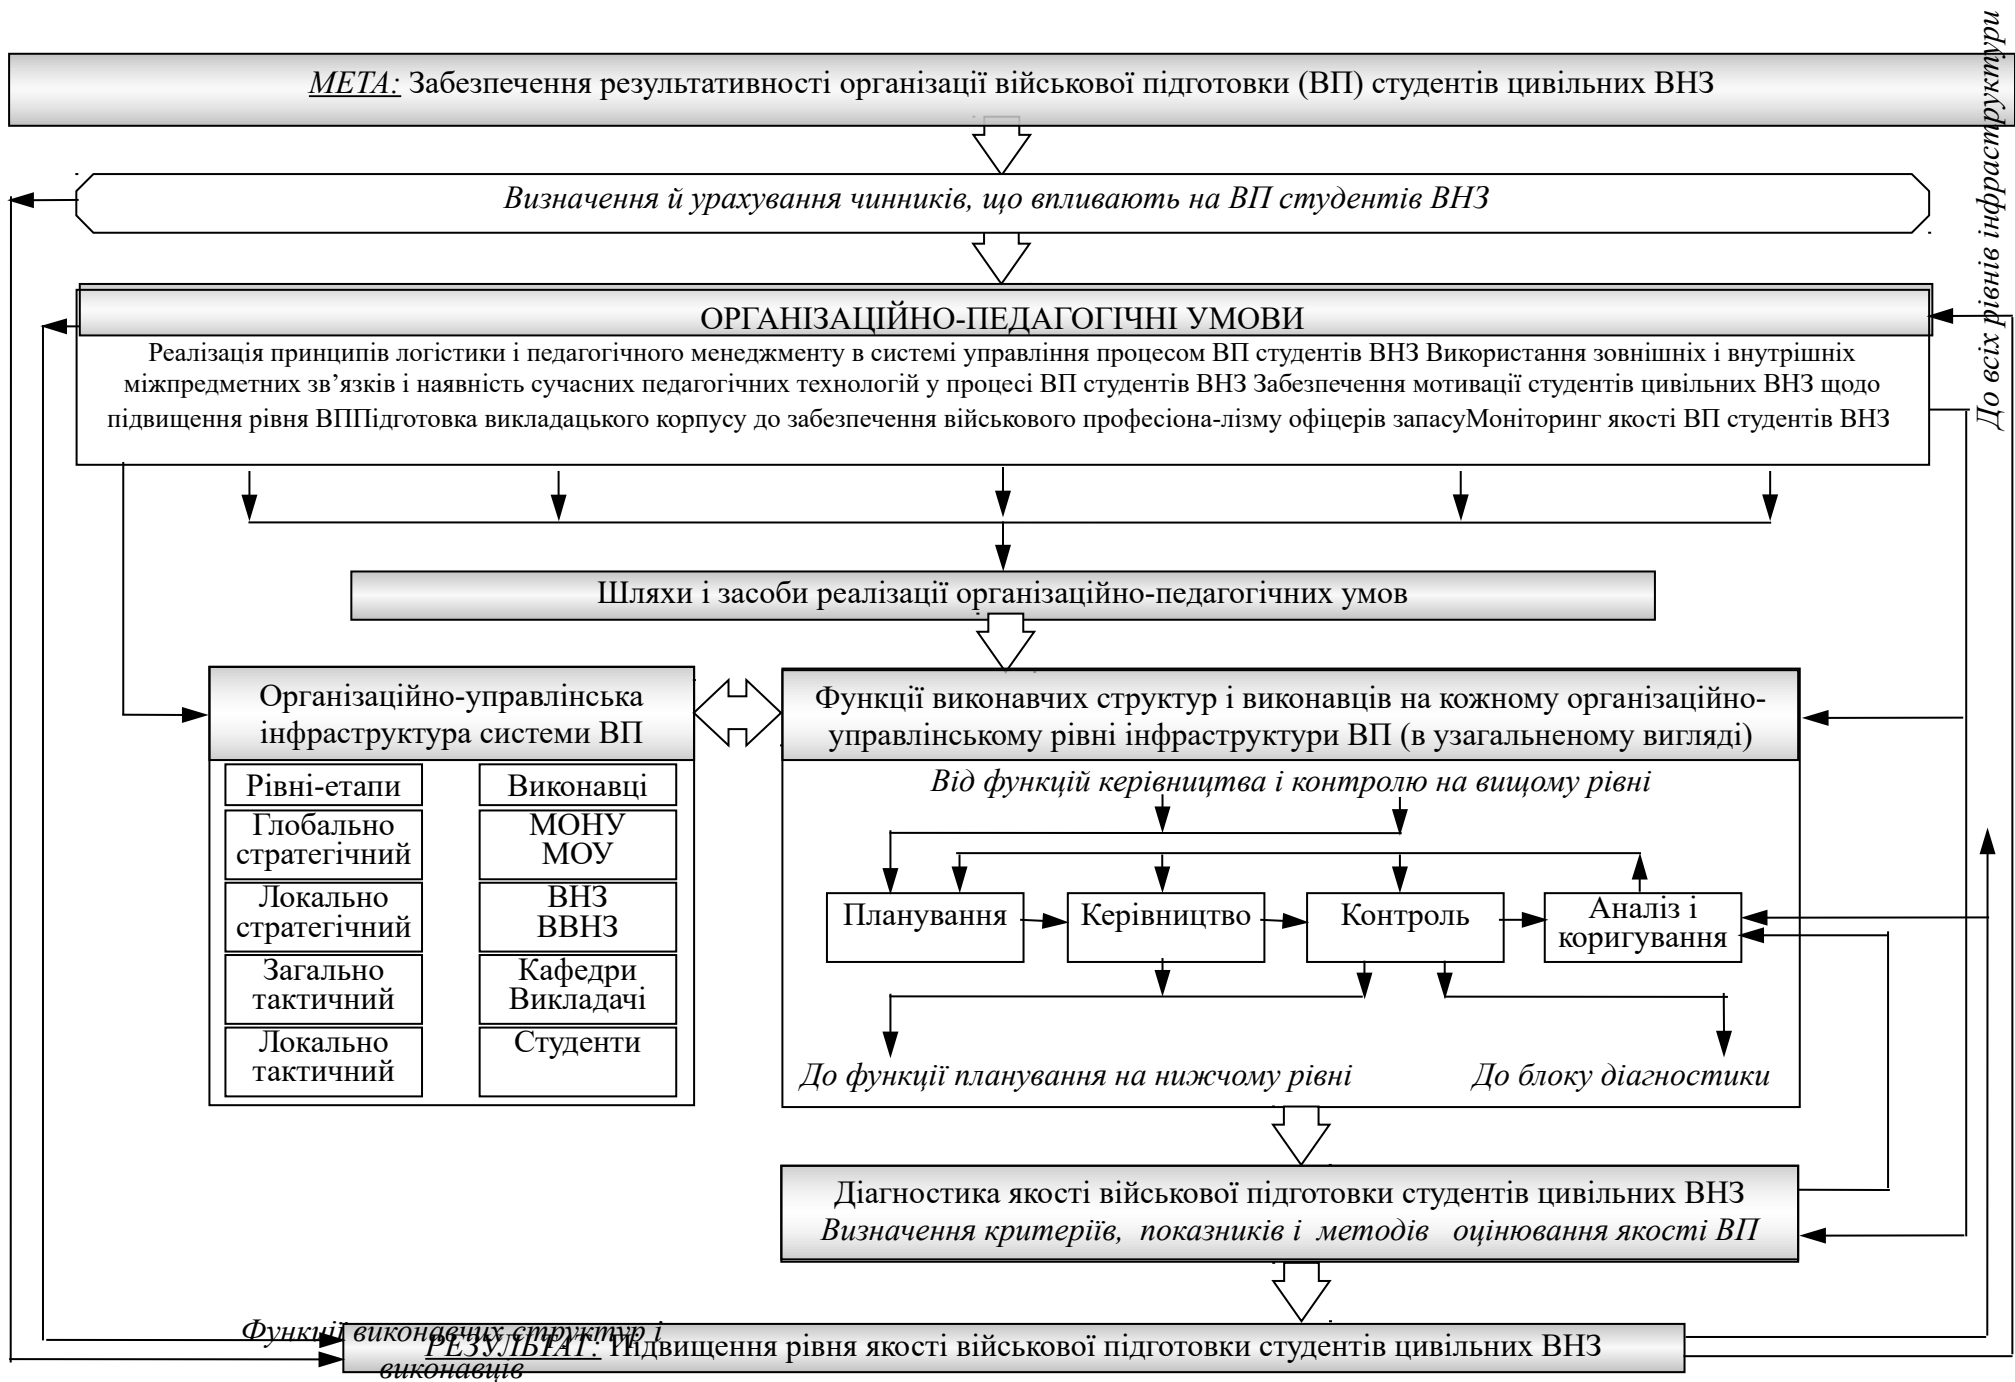 МЕТА: Забезпечення результативності організації військової підготовки (ВП) студентів цивільних ВНЗ
До всіх рівнів інфраструктури
Визначення й урахування чинників, що впливають на ВП студентів ВНЗ
ОРГАНІЗАЦІЙНО-ПЕДАГОГІЧНІ УМОВИ
Реалізація принципів логістики і педагогічного менеджменту в системі управління процесом ВП студентів ВНЗ Використання зовнішніх і внутрішніх
міжпредметних зв’язків і наявність сучасних педагогічних технологій у процесі ВП студентів ВНЗ Забезпечення мотивації студентів цивільних ВНЗ щодо
підвищення рівня ВППідготовка викладацького корпусу до забезпечення військового професіона-лізму офіцерів запасуМоніторинг якості ВП студентів ВНЗ
Шляхи і засоби реалізації організаційно-педагогічних умов
Організаційно-управлінська
інфраструктура системи ВП
Рівні-етапи
Виконавці
Глобально
стратегічний
МОНУ
МОУ
Локально
стратегічний
ВНЗ
ВВНЗ
Загально
тактичний
Кафедри
Викладачі
Локально
тактичний
Студенти
Функції виконавчих структур і виконавців на кожному організаційно-
управлінському рівні інфраструктури ВП (в узагальненому вигляді)
Від функцій керівництва і контролю на вищому рівні
Планування
Керівництво
Контроль
Аналіз і
коригування
До функції планування на нижчому рівні
До блоку діагностики
Діагностика якості військової підготовки студентів цивільних ВНЗ
Визначення критеріїв, показників і методів оцінювання якості ВП
Функції виконавчих структур і
виконавців
РЕЗУЛЬТАТ: Підвищення рівня якості військової підготовки студентів цивільних ВНЗ